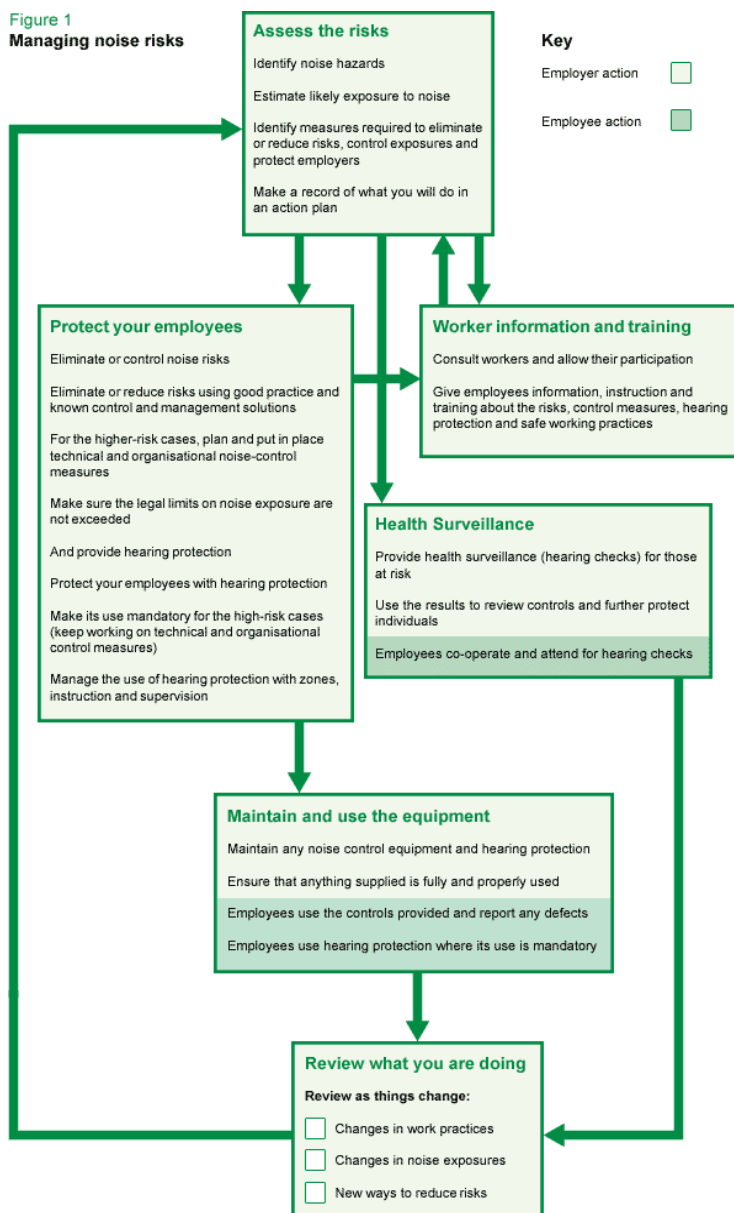 Figure 1
Managing noise risks
Assess the risks
Identify noise hazards
Estimate likely exposure to noise
Identify measures required to eliminate
or reduce risks, control exposures and
protect employers
Make a record of what you will do in
an action plan
Key
Employer action
Employee action
Protect your employees
Eliminate or control noise risks
Eliminate or reduce risks using good practice and
known control and management solutions
For the higher-risk cases, plan and put in place
technical and organisational noise-control
measures
Make sure the legal limits on noise exposure are
not exceeded
And provide hearing protection
Protect your employees with hearing protection
Make its use mandatory for the high-risk cases
(keep working on technical and organisational
control measures)
Manage the use of hearing protection with zones,
instruction and supervision
Worker information and training
Consult workers and allow their participation
Give employees information, instruction and
training about the risks, control measures, hearing
protection and safe working practices
Health Surveillance
Provide health surveillance (hearing checks) for those
at risk
Use the results to review controls and further protect
individuals
Employees co-operate and attend for hearing checks
Maintain and use the equipment
Maintain any noise control equipment and hearing protection
Ensure that anything supplied is fully and properly used
Employees use the controls provided and report any defects
Employees use hearing protection where its use is mandatory
Review what you are doing
Review as things change:
Changes in work practices
Changes in noise exposures
New ways to reduce risks